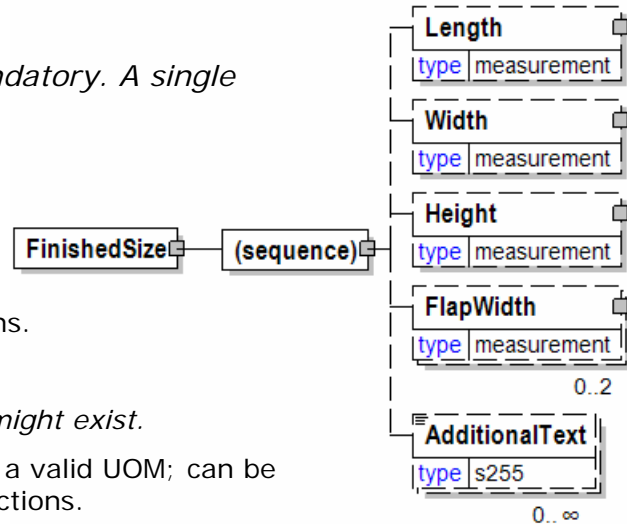 ndatory. A single
ns.
might exist.
a valid UOM; can be
ctions.
FinishedSize
(sequence)
Length
type measurement
Width
type measurement
Height
type measurement
FlapWidth
type measurement
0..2
AdditionalText
type s255
0..∞